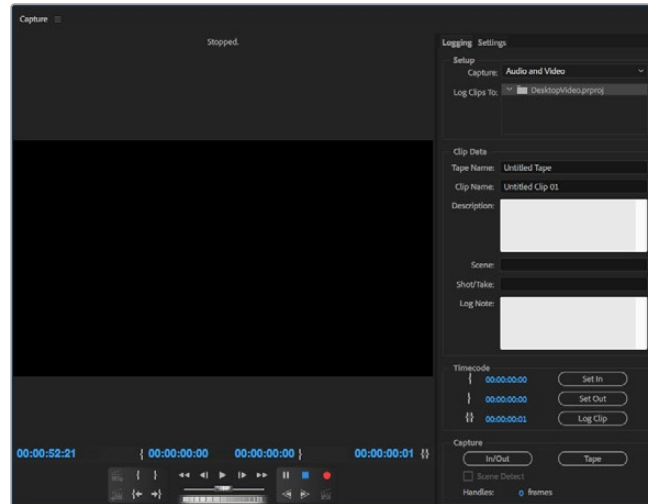 Capture
Stopped.
Logging Settings
Setup
Capture: Audio and Video
Log Clips To: DesktopVideo.prproj
Clip Data
Tape Name: Untitled Tape
Clip Name: Untitled Clip 01
Description:
Scene:
Shot/Take:
Log Note:
Timecode
{ 00:00:00:00 Set In
} 00:00:00:00 Set Out
{} 00:00:00:01 Log Clip
00:00:52:21 { 00:00:00:00 00:00:00:00 } 00:00:00:01 {}
Capture
In/Out Tape
Scene Detect
Handles: 0 frames